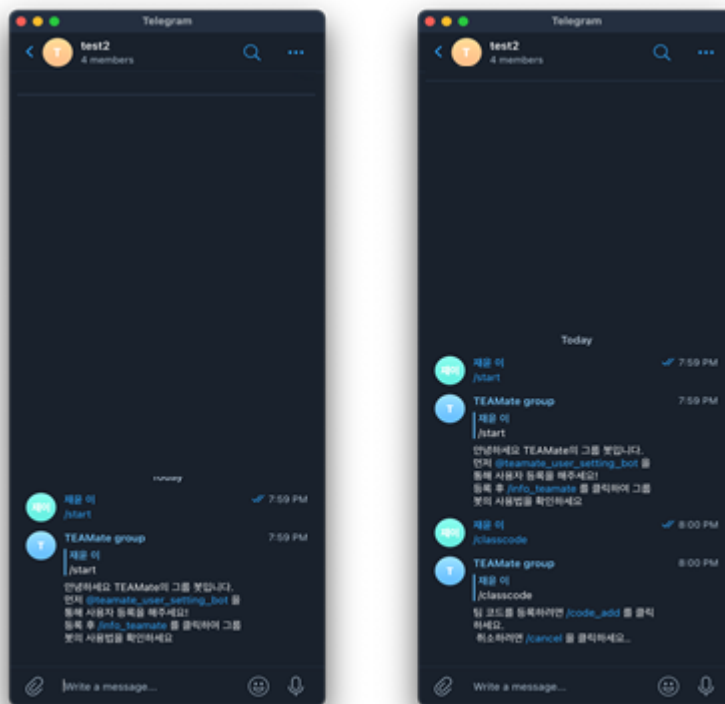 Telegram
test2
4 members
Today
재윤 이
/start
7:59 PM
TEAMate group
7:59 PM
재윤 이
/start
안녕하세요 TEAMate의 그룹 봇입니다.
먼저 @teamate_user_setting_bot 을
통해 사용자 등록을 해주세요!
등록 후 /info_teamate 를 클릭하여 그룹
봇의 사용법을 확인하세요
Write a message...
Telegram
test2
4 members
Today
재윤 이
7:59 PM
/start
TEAMate group
7:59 PM
재윤 이
/start
안녕하세요 TEAMate의 그룹 봇입니다.
먼저 @teamate_user_setting_bot 을
통해 사용자 등록을 해주세요!
등록 후 /info_teamate 를 클릭하여 그룹
봇의 사용법을 확인하세요
재윤 이
8:00 PM
/classcode
TEAMate group
8:00 PM
재윤 이
/classcode
팀 코드를 등록하려면 /code_add 를 클릭
하세요.
취소하려면 /cancel 을 클릭하세요..
Write a message...